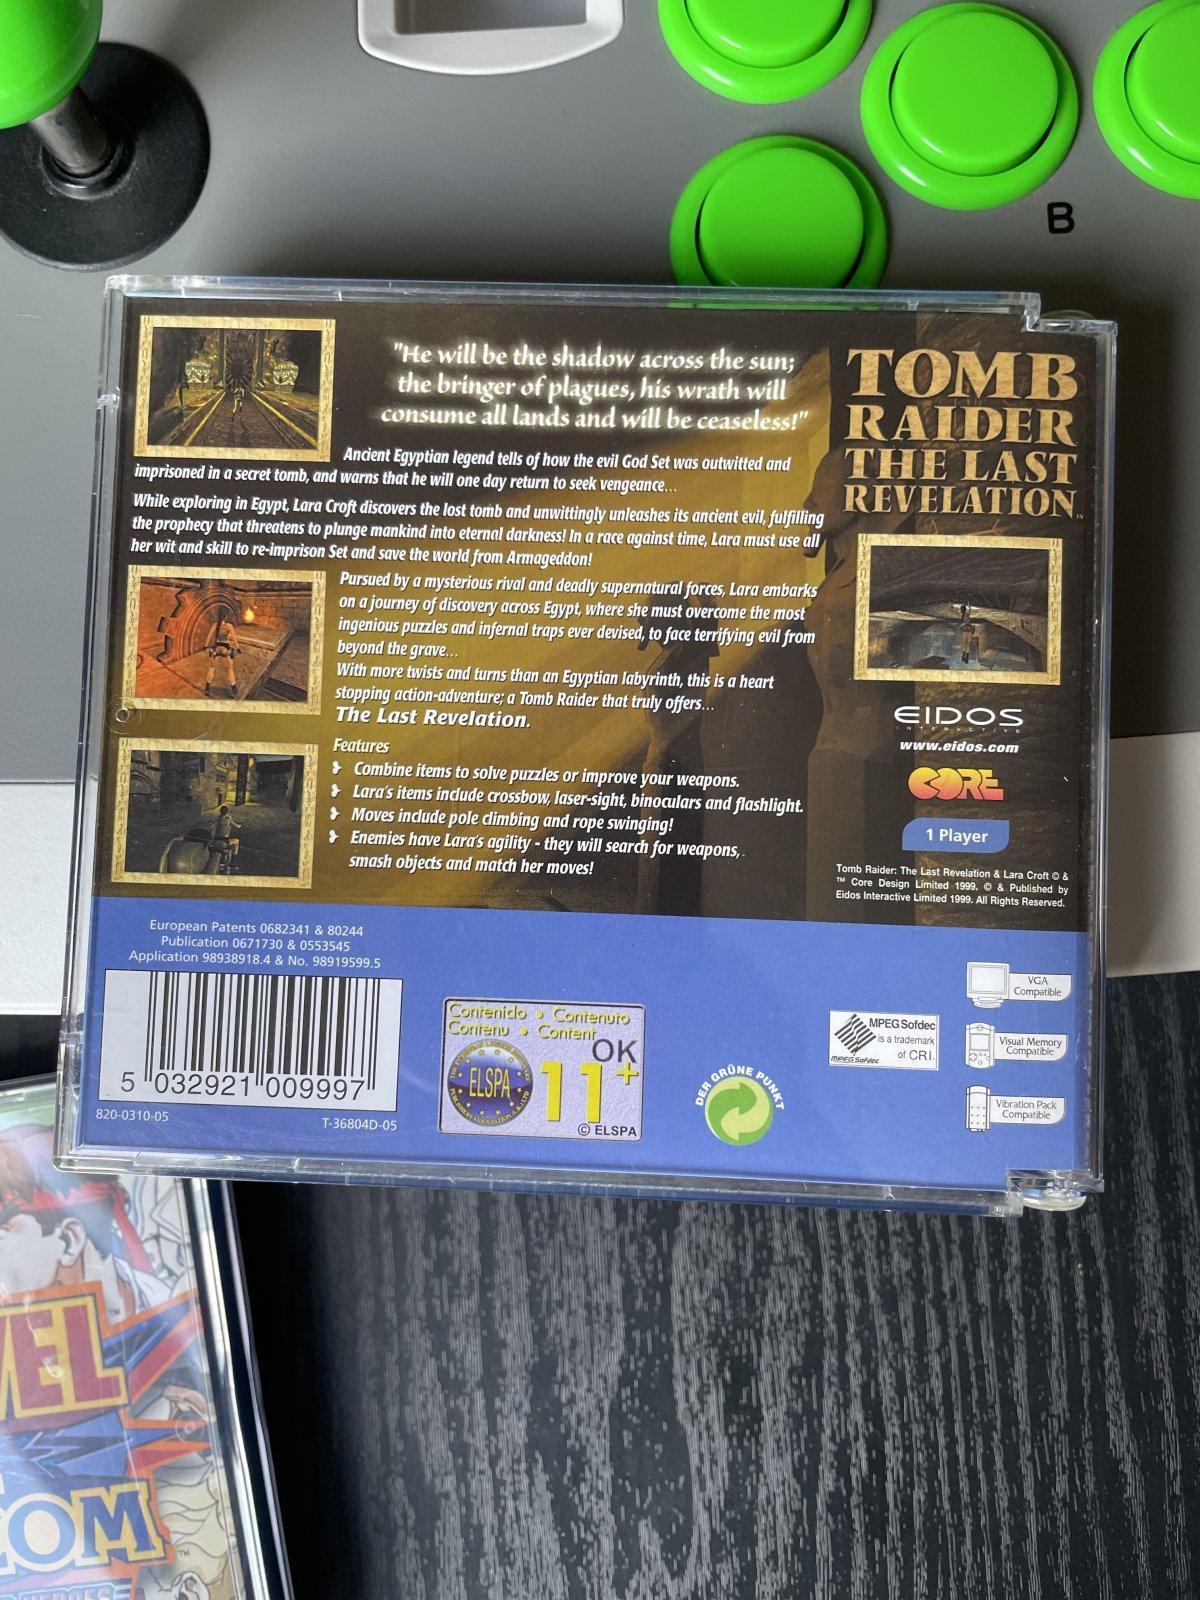 B
"He will be the shadow across the sun;
the bringer of plagues, his wrath will
consume all lands and will be ceaseless!"
Ancient Egyptian legend tells of how the evil God Set was outwitted and
imprisoned in a secret tomb, and warns that he will one day return to seek vengeance...
While exploring in Egypt, Lara Croft discovers the lost tomb and unwittingly unleashes its ancient evil, fulfilling
the prophecy that threatens to plunge mankind into eternal darkness! In a race against time, Lara must use all
her wit and skill to re-imprison Set and save the world from Armageddon!
Pursued by a mysterious rival and deadly supernatural forces, Lara embarks
on a journey of discovery across Egypt, where she must overcome the most
ingenious puzzles and infernal traps ever devised, to face terrifying evil from
beyond the grave...
With more twists and turns than an Egyptian labyrinth, this is a heart
stopping action-adventure; a Tomb Raider that truly offers...
The Last Revelation.
Features
Combine items to solve puzzles or improve your weapons.
Lara's items include crossbow, laser-sight, binoculars and flashlight.
Moves include pole climbing and rope swinging!
Enemies have Lara's agility - they will search for weapons,
smash objects and match her moves!
TOMB
RAIDER
THE LAST
REVELATION
™
EIDOS
INTERACTIVE
www.eidos.com
CORE
1 Player
Tomb Raider: The Last Revelation & Lara Croft © &
™ Core Design Limited 1999. © & Published by
Eidos Interactive Limited 1999. All Rights Reserved.
European Patents 0682341 & 80244
Publication 0671730 & 0553545
Application 98938918.4 & No. 98919599.5
5 032921 009997
820-0310-05
T-36804D-05
Contenido • Contenuto
Contenu • Content
OK
ELSPA
11+
© ELSPA
DER GRÜNE PUNKT
MPEG Sofdec
is a trademark
of CRI.
MPEG Sofdec
VGA
Compatible
Visual Memory
Compatible
Vibration Pack
Compatible
VEL
™
COM
HEROES